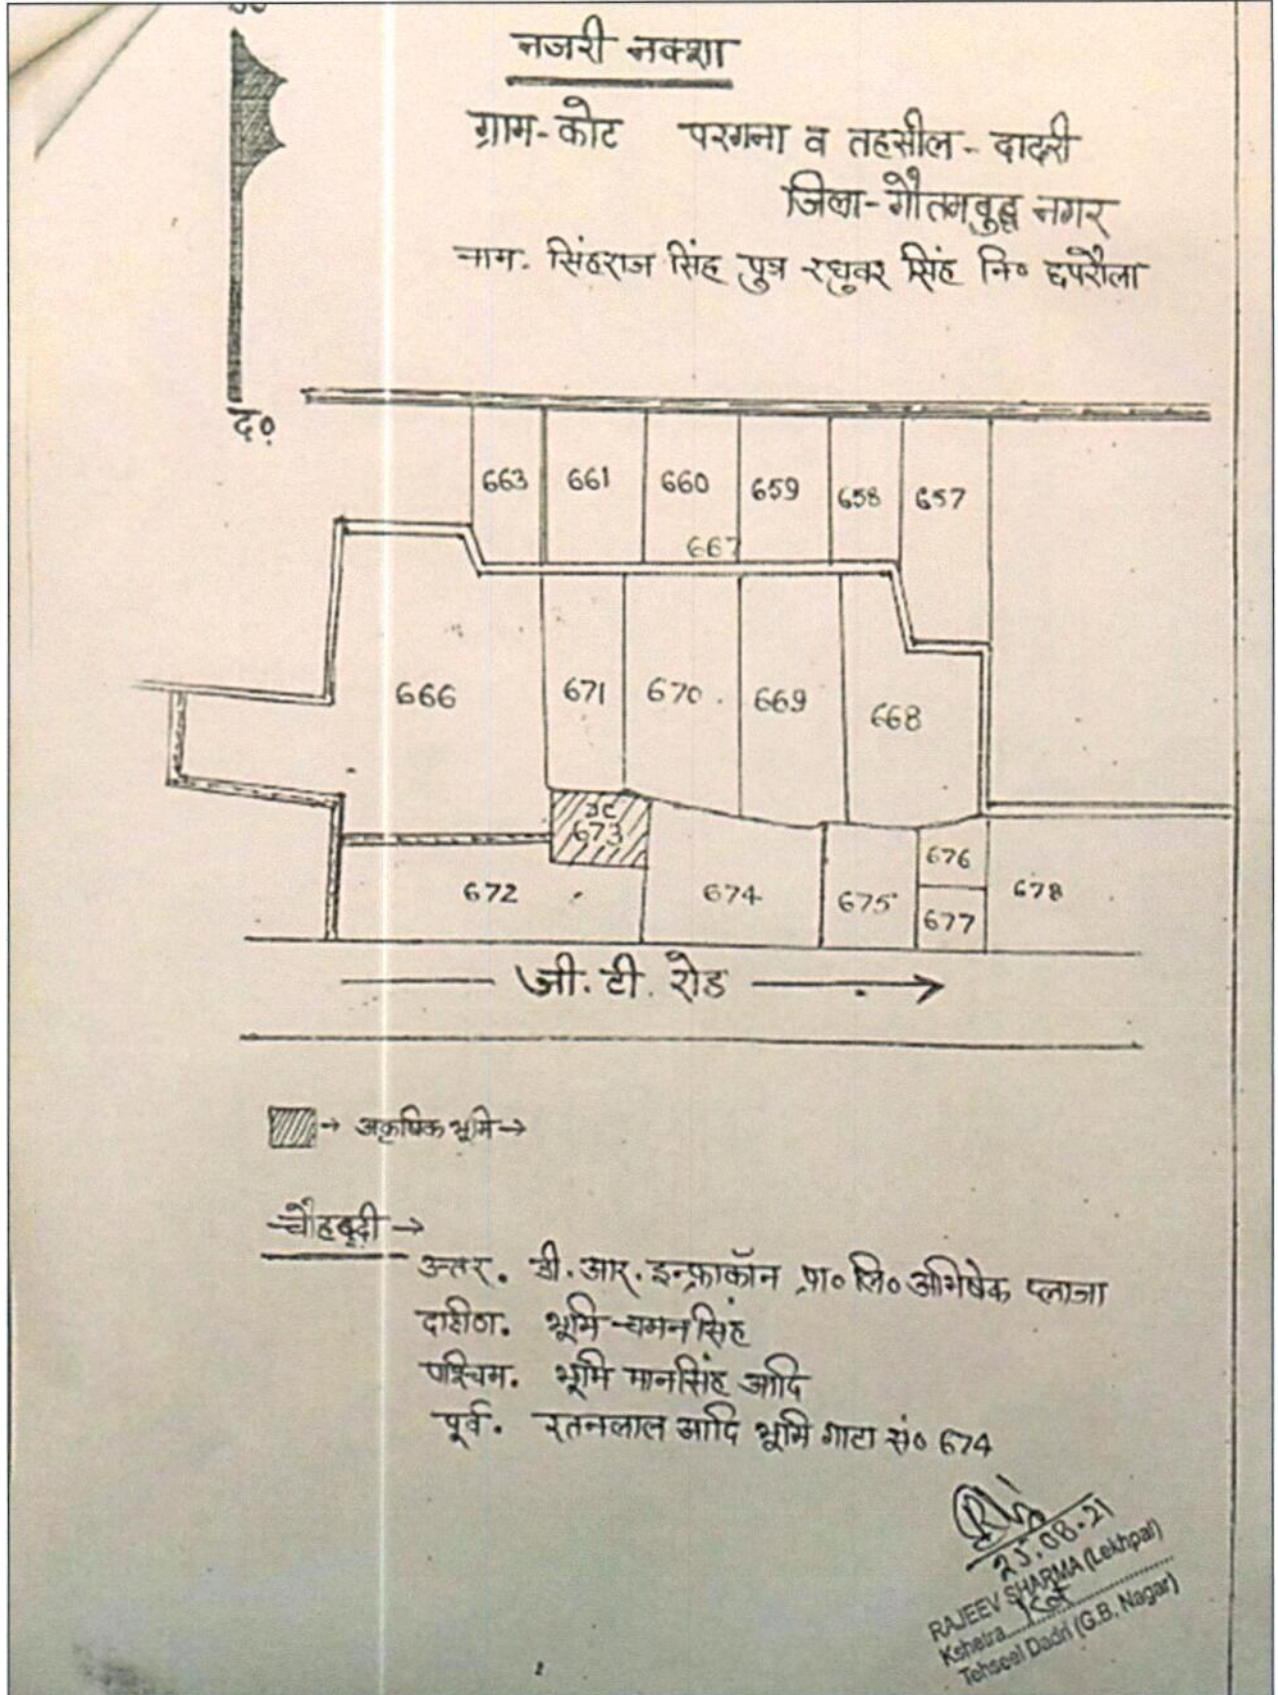 नजरी नक्शा
ग्राम-कोट परगना व तहसील- दादरी
जिला-गौतमबुद्ध नगर
नाम. सिंहराज सिंह पुत्र रघुवर सिंह नि० छपरौला
द०
663 661 660 659 658 657
667
666 671 670 669 668
673
672 674 675 676 678
677
जी.टी. रोड
→ अकृषिक भूमि →
चौहद्दी →
उत्तर. डी.आर. इन्फ्राकॉन प्रा० लि० अभिषेक प्लाजा
दक्षिण. भूमि चमन सिंह
पश्चिम. भूमि मानसिंह आदि
पूर्व. रतनलाल आदि भूमि गाटा सं० 674
25.08.21
RAJEEV SHARMA (Lekhpal)
Kshetra.......
Tehseel Dadri (G.B. Nagar)